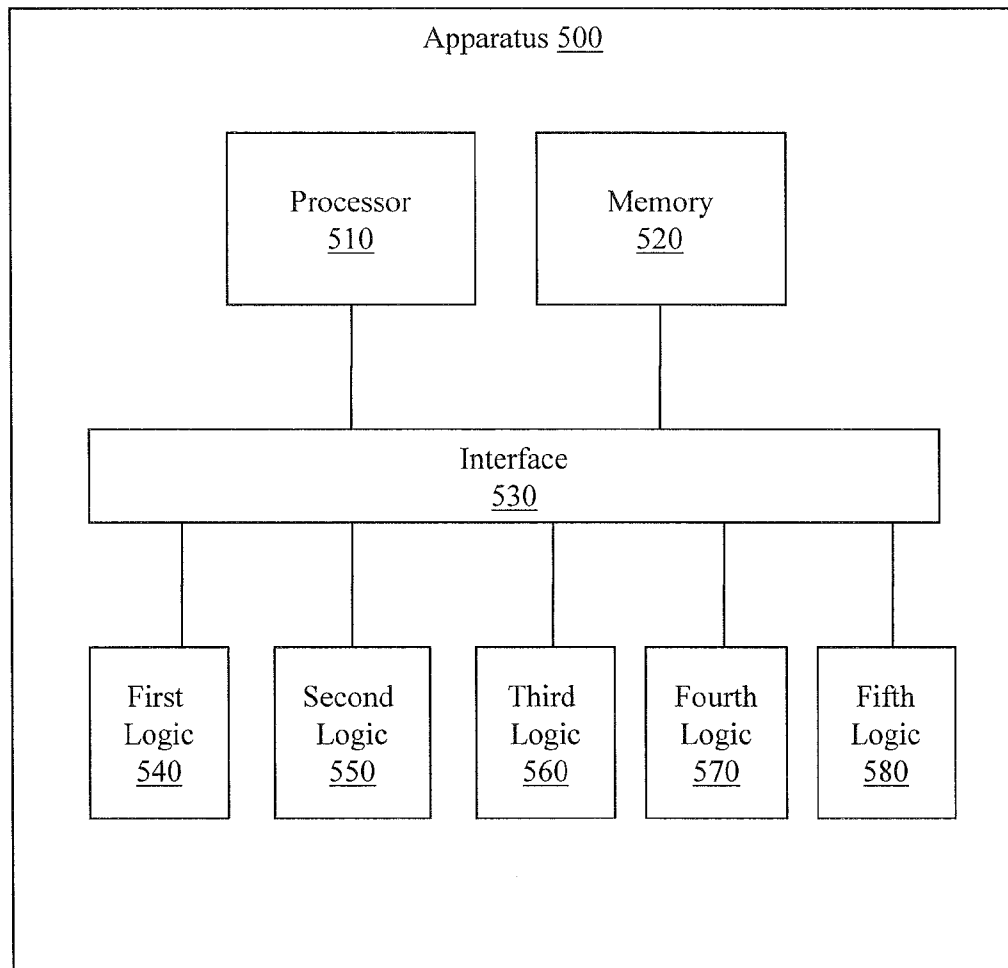 Apparatus 500
Processor
510
Memory
520
Interface
530
First
Logic
540
Second
Logic
550
Third
Logic
560
Fourth
Logic
570
Fifth
Logic
580